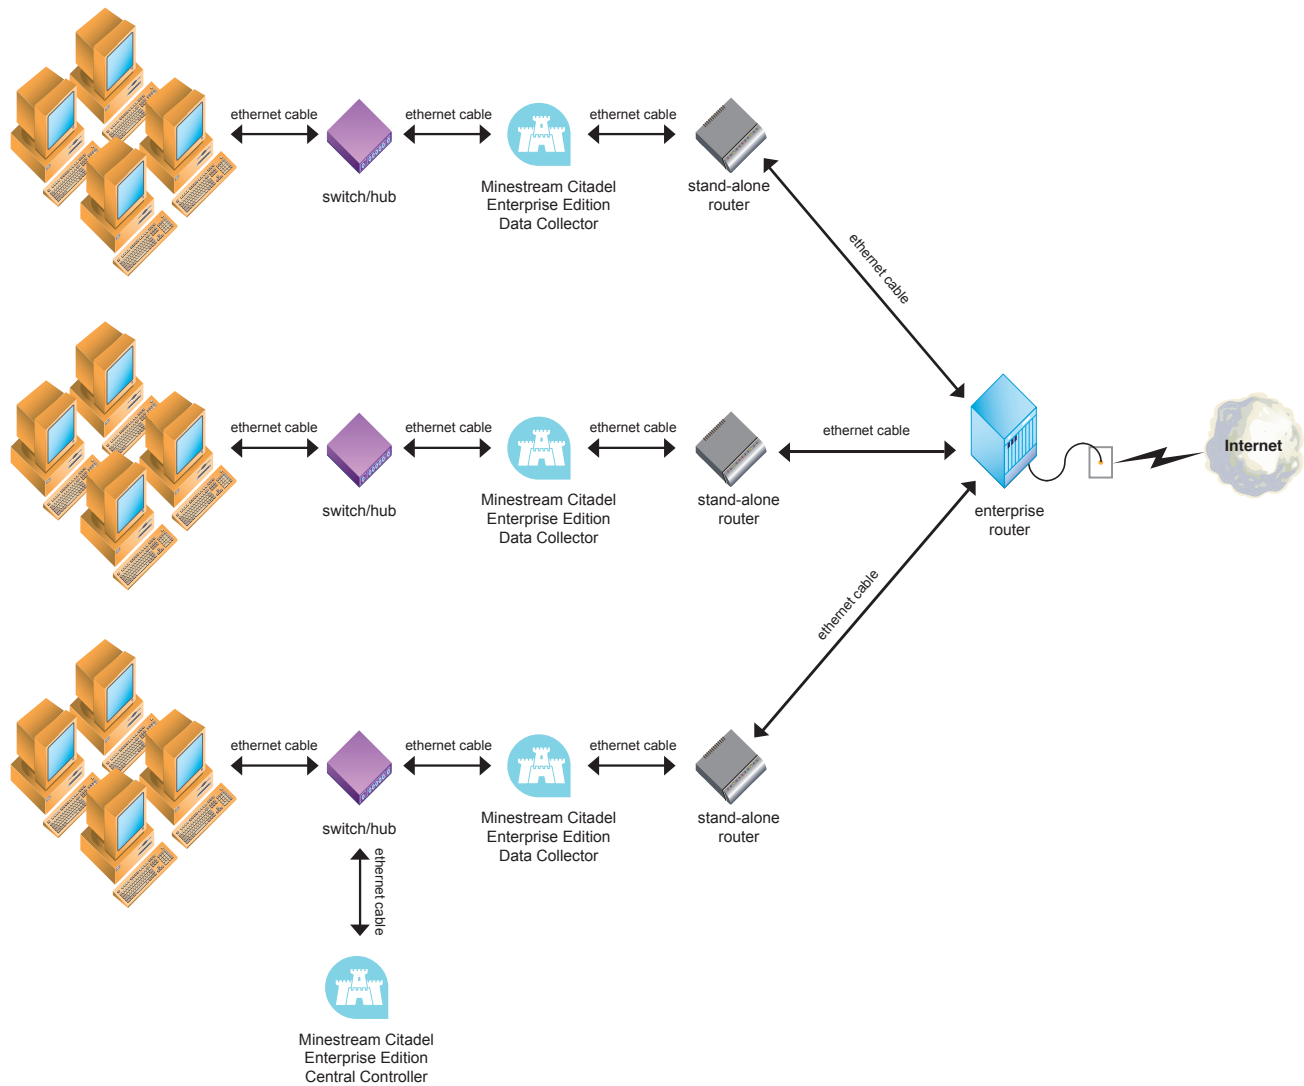 ethernet cable
ethernet cable
ethernet cable
switch/hub
Minestream Citadel
Enterprise Edition
Data Collector
stand-alone
router
ethernet cable
ethernet cable
ethernet cable
ethernet cable
ethernet cable
switch/hub
Minestream Citadel
Enterprise Edition
Data Collector
stand-alone
router
enterprise
router
Internet
ethernet cable
ethernet cable
ethernet cable
ethernet cable
switch/hub
Minestream Citadel
Enterprise Edition
Data Collector
stand-alone
router
ethernet cable
Minestream Citadel
Enterprise Edition
Central Controller